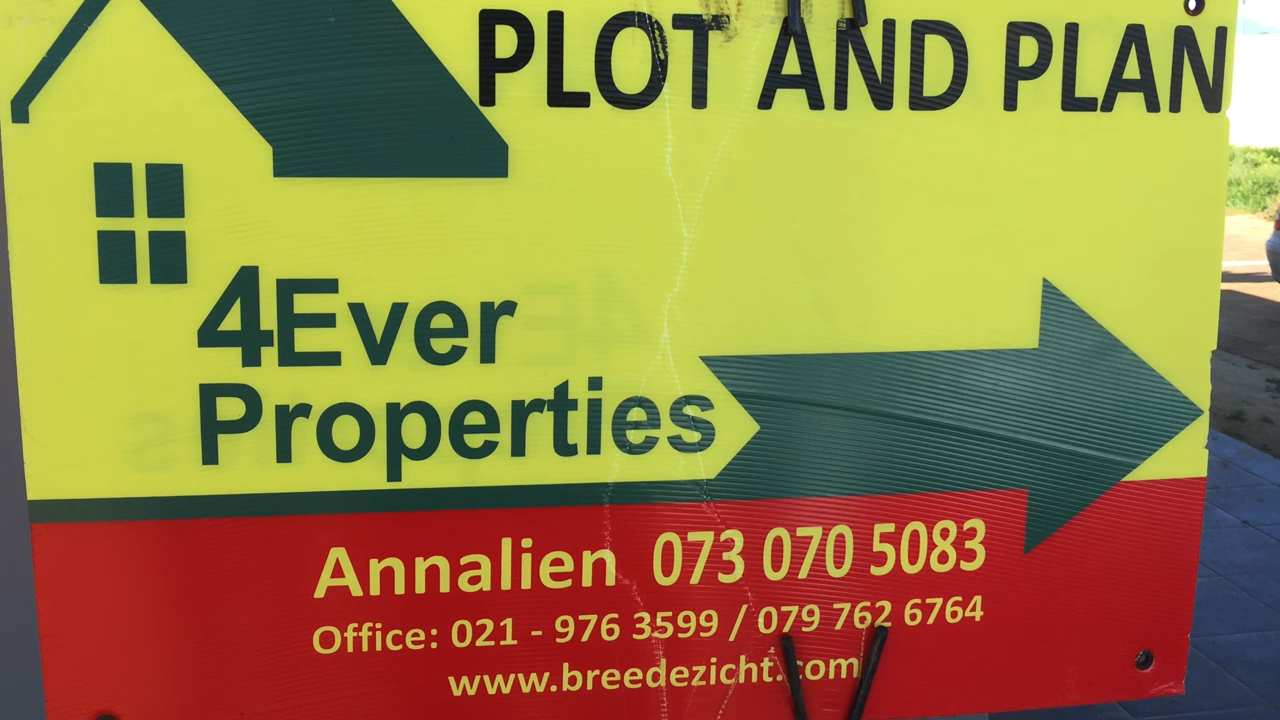 PLOT AND PLAN
4Ever
Properties
Annalien 073 070 5083
Office: 021 - 976 3599 / 079 762 6764
www.breedezicht.com